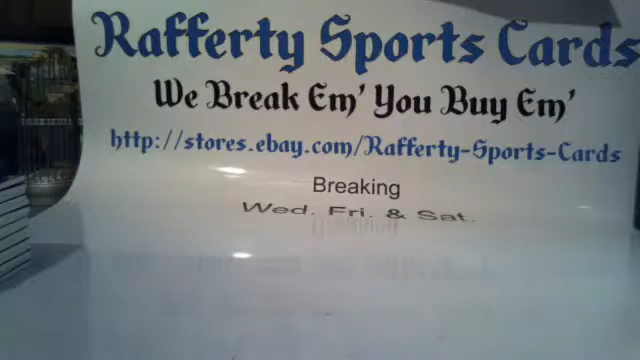 Rafferty Sports Cards
We Break Em' You Buy Em'
http://stores.ebay.com/Rafferty-Sports-Cards
Breaking
Wed. Fri. & Sat.